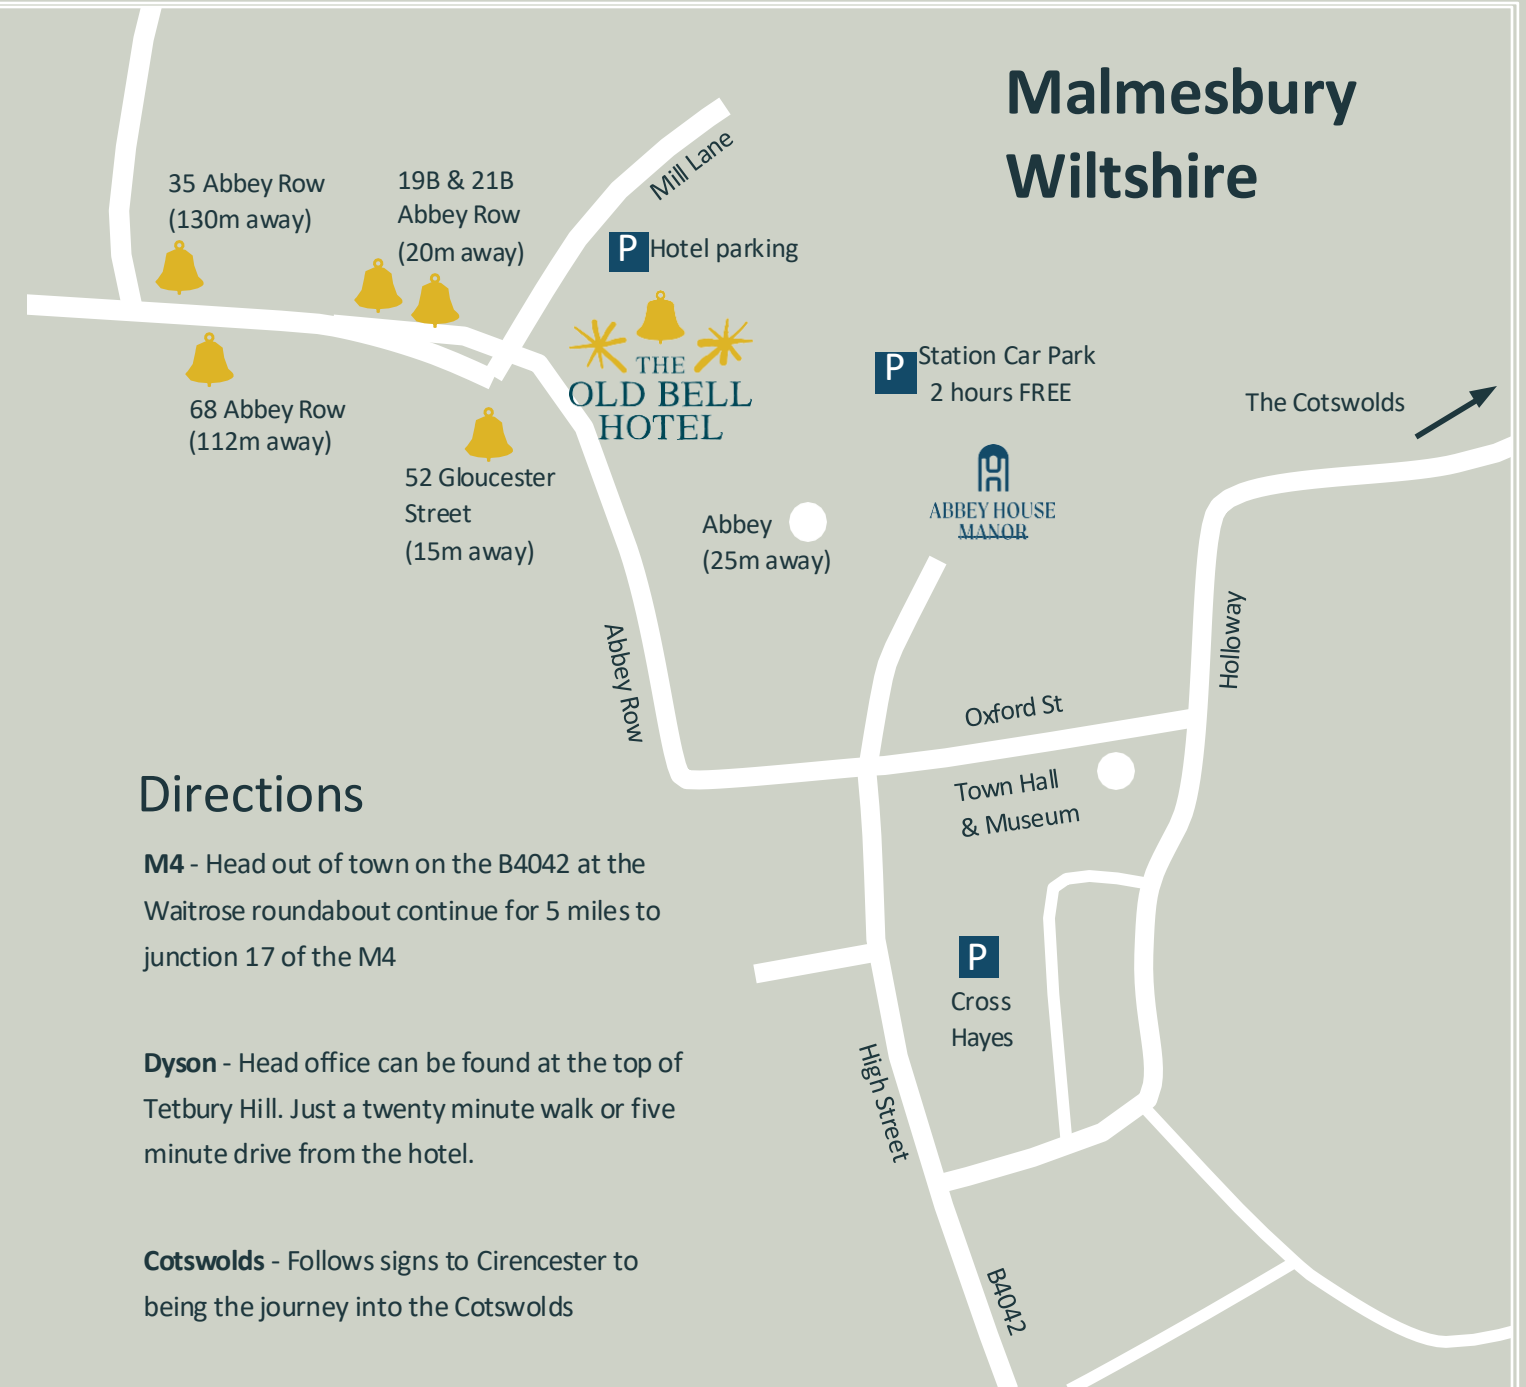 Malmesbury
Wiltshire
Mill Lane
35 Abbey Row
(130m away)
19B & 21B
Abbey Row
(20m away)
P Hotel parking
THE
OLD BELL
HOTEL
P Station Car Park
2 hours FREE
The Cotswolds
68 Abbey Row
(112m away)
52 Gloucester
Street
(15m away)
Abbey
(25m away)
ABBEY HOUSE
MANOR
Abbey Row
Holloway
Oxford St
Town Hall
& Museum
Directions
M4 - Head out of town on the B4042 at the
Waitrose roundabout continue for 5 miles to
junction 17 of the M4
Dyson - Head office can be found at the top of
Tetbury Hill. Just a twenty minute walk or five
minute drive from the hotel.
Cotswolds - Follows signs to Cirencester to
being the journey into the Cotswolds
P
Cross
Hayes
High Street
B4042